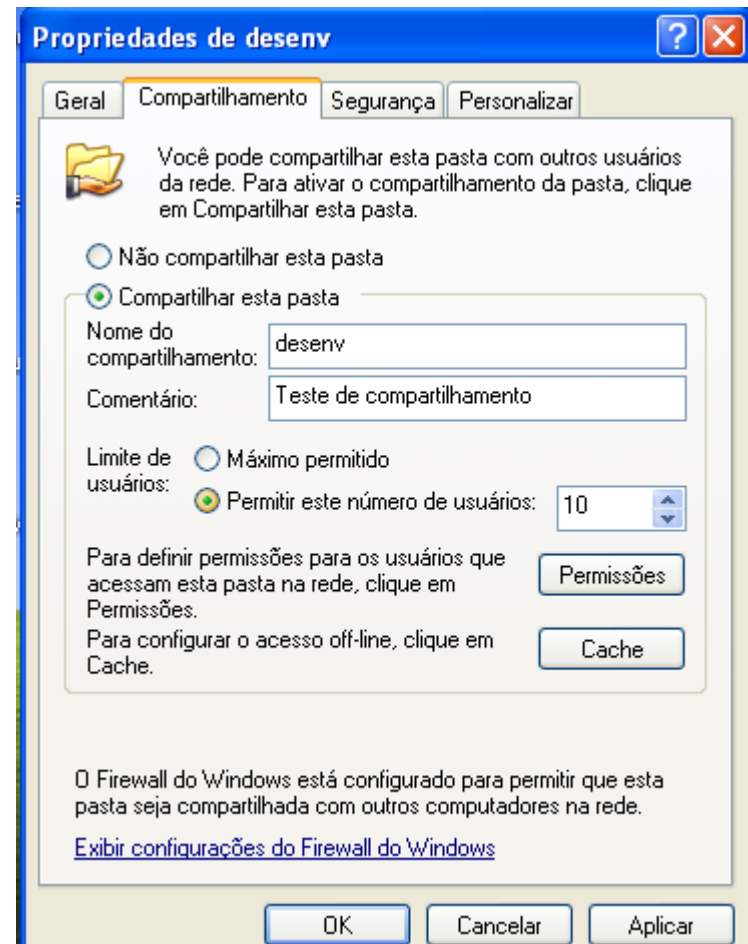 Propriedades de desenv
Geral Compartilhamento Segurança Personalizar
Você pode compartilhar esta pasta com outros usuários
da rede. Para ativar o compartilhamento da pasta, clique
em Compartilhar esta pasta.
Não compartilhar esta pasta
Compartilhar esta pasta
Nome do
compartilhamento: desenv
Comentário: Teste de compartilhamento
Limite de
usuários:
Máximo permitido
Permitir este número de usuários: 10
Para definir permissões para os usuários que
acessam esta pasta na rede, clique em
Permissões.
Permissões
Para configurar o acesso off-line, clique em
Cache.
Cache
O Firewall do Windows está configurado para permitir que esta
pasta seja compartilhada com outros computadores na rede.
Exibir configurações do Firewall do Windows
OK Cancelar Aplicar